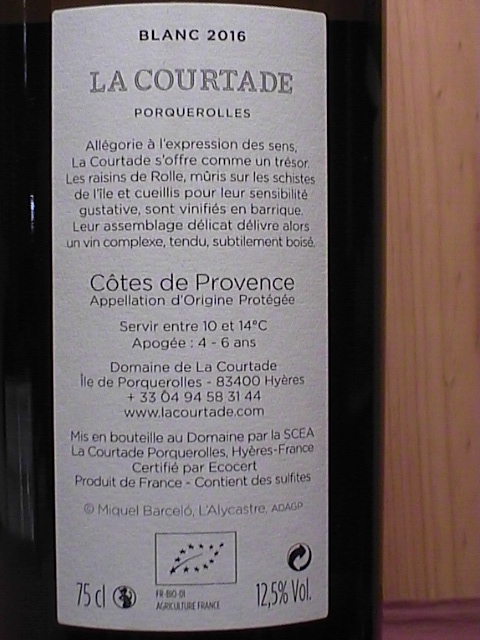 BLANC 2016
LA COURTADE
PORQUEROLLES
Allégorie à l'expression des sens,
La Courtade s'offre comme un trésor.
Les raisins de Rolle, mûris sur les schistes
de l'île et cueillis pour leur sensibilité
gustative, sont vinifiés en barrique.
Leur assemblage délicat délivre alors
un vin complexe, tendu, subtilement boisé.
Côtes de Provence
Appellation d'Origine Protégée
Servir entre 10 et 14°C
Apogée : 4 - 6 ans
Domaine de La Courtade
Île de Porquerolles - 83400 Hyères
+ 33 04 94 58 31 44
www.lacourtade.com
Mis en bouteille au Domaine par la SCEA
La Courtade Porquerolles, Hyères-France
Certifié par Ecocert
Produit de France - Contient des sulfites
© Miquel Barceló, L'Alycastre, ADAGP
75 cl
FR-BIO-01
AGRICULTURE FRANCE
12,5% Vol.